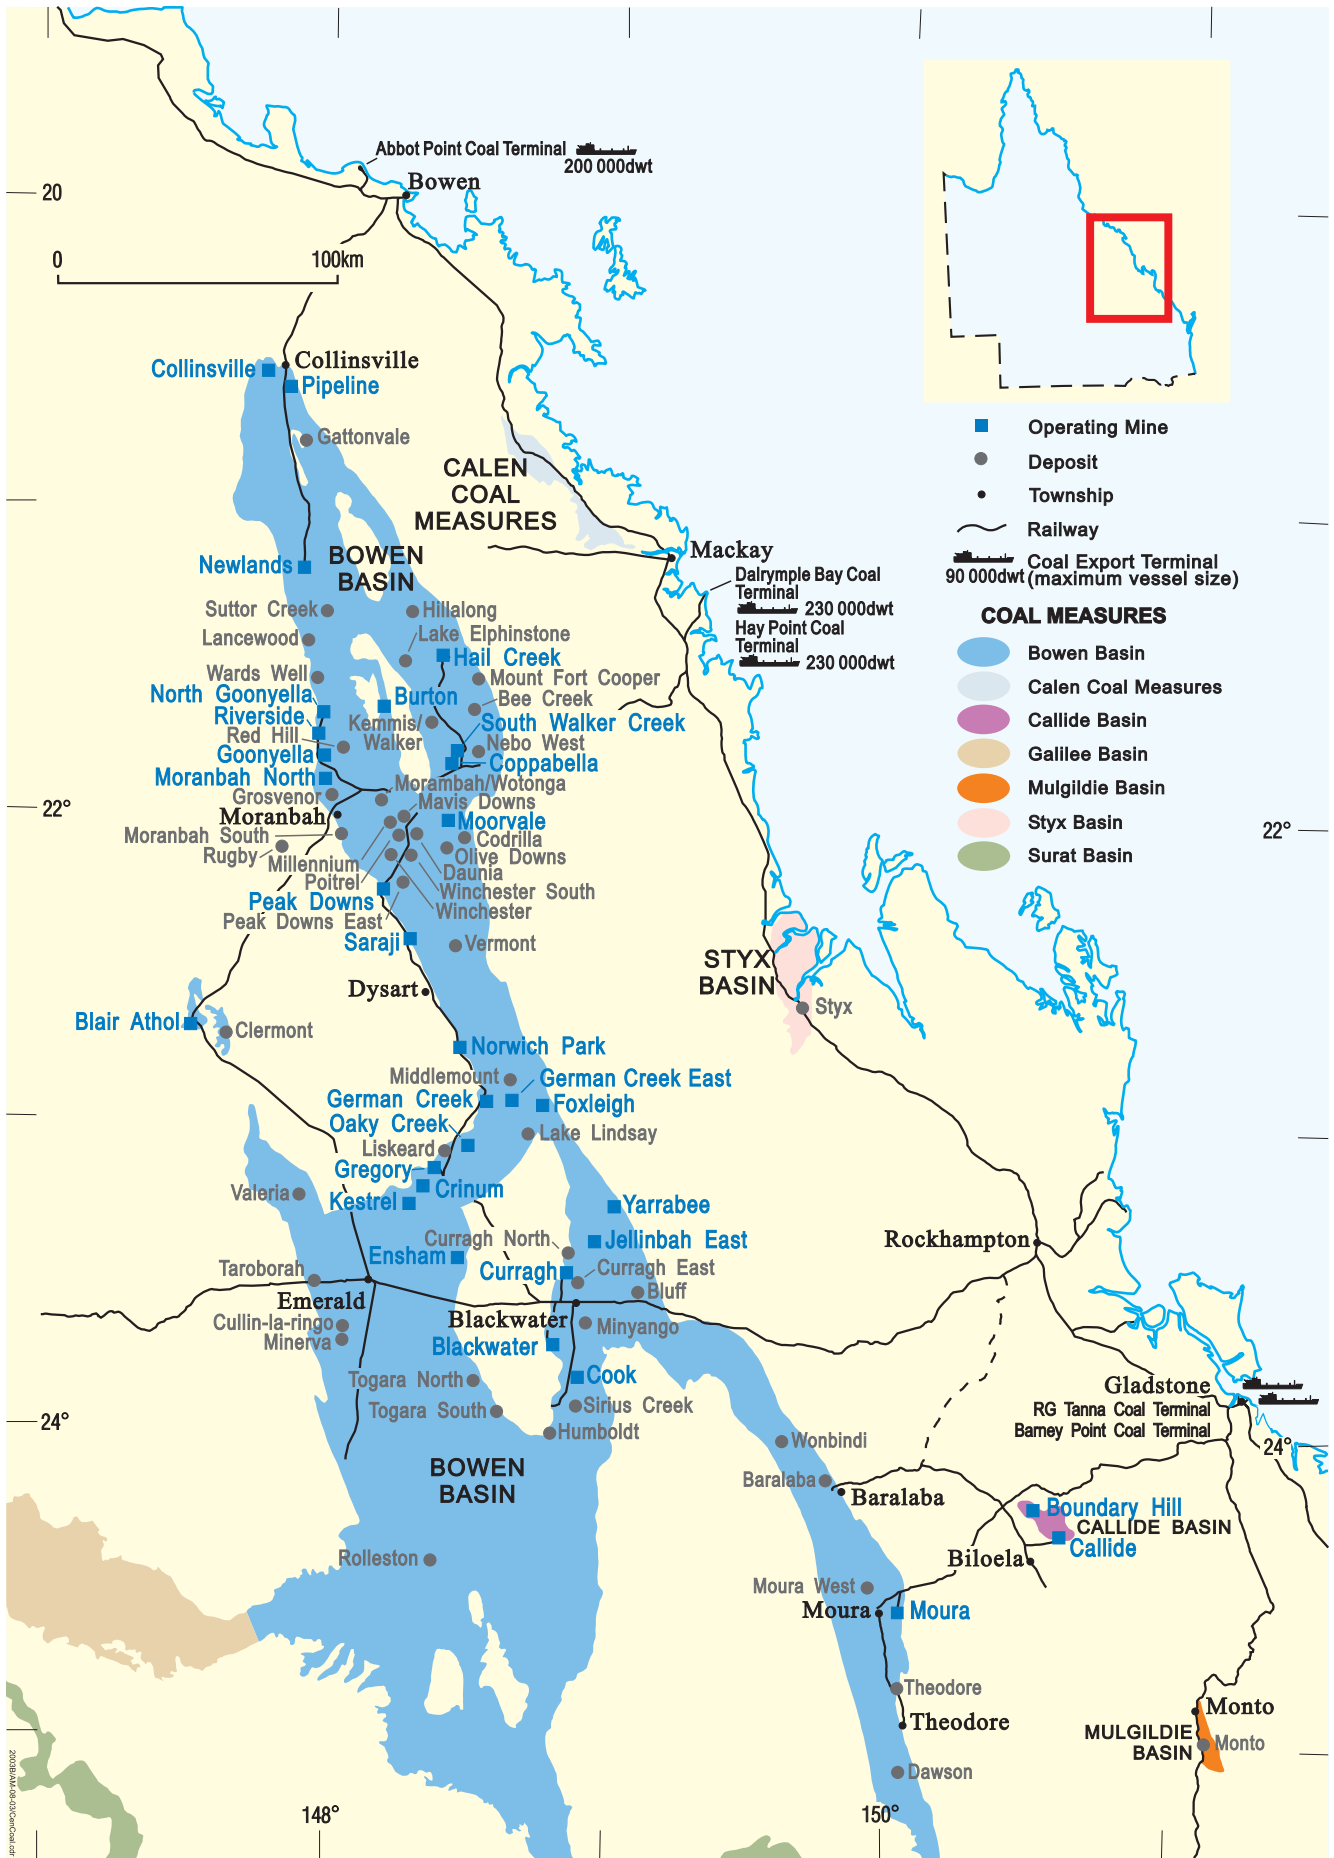 Abbot Point Coal Terminal
200 000dwt
Bowen
20
0
100km
Collinsville
Collinsville
Pipeline
Gattonvale
CALEN
COAL
MEASURES
Operating Mine
Deposit
Township
Railway
Coal Export Terminal
90 000dwt (maximum vessel size)
COAL MEASURES
Bowen Basin
Calen Coal Measures
Callide Basin
Galilee Basin
Mulgildie Basin
Styx Basin
Surat Basin
Newlands
BOWEN
BASIN
Mackay
Dalrymple Bay Coal
Terminal
230 000dwt
Hay Point Coal
Terminal
230 000dwt
Suttor Creek
Hillalong
Lancewood
Lake Elphinstone
Hail Creek
Wards Well
Mount Fort Cooper
North Goonyella
Burton
Bee Creek
Riverside
Kemmis/
Walker
South Walker Creek
Red Hill
Nebo West
Goonyella
Coppabella
Moranbah North
Morambah/Wotonga
Grosvenor
Mavis Downs
22°
22°
Moranbah
Moorvale
Moranbah South
Codrilla
Rugby
Millennium
Olive Downs
Poitrel
Daunia
Peak Downs
Winchester South
Peak Downs East
Winchester
Saraji
Vermont
STYX
BASIN
Styx
Dysart
Blair Athol
Clermont
Norwich Park
Middlemount
German Creek East
German Creek
Foxleigh
Oaky Creek
Lake Lindsay
Liskeard
Gregory
Crinum
Valeria
Kestrel
Yarrabee
Curragh North
Jellinbah East
Rockhampton
Ensham
Curragh
Curragh East
Taroborah
Bluff
Emerald
Blackwater
Cullin-la-ringo
Minyango
Minerva
Blackwater
Togara North
Cook
Togara South
Sirius Creek
Humboldt
Gladstone
RG Tanna Coal Terminal
Barney Point Coal Terminal
24°
24°
Wonbindi
BOWEN
BASIN
Baralaba
Baralaba
Boundary Hill
CALLIDE BASIN
Callide
Biloela
Rolleston
Moura West
Moura
Moura
Theodore
Theodore
Monto
MULGILDIE
BASIN
Monto
Dawson
148°
150°
2003B/AM-08-03/CenCoal.cdr